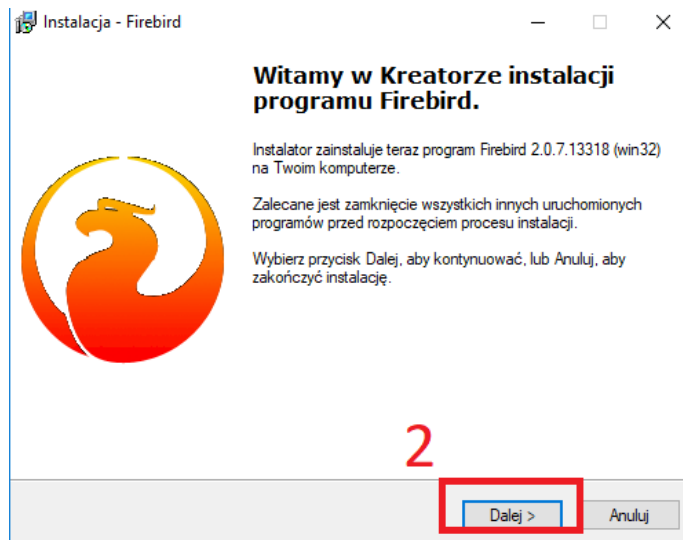 Instalacja - Firebird
Witamy w Kreatorze instalacji
programu Firebird.
Instalator zainstaluje teraz program Firebird 2.0.7.13318 (win32)
na Twoim komputerze.
Zalecane jest zamknięcie wszystkich innych uruchomionych
programów przed rozpoczęciem procesu instalacji.
Wybierz przycisk Dalej, aby kontynuować, lub Anuluj, aby
zakończyć instalację.
2
Dalej >
Anuluj